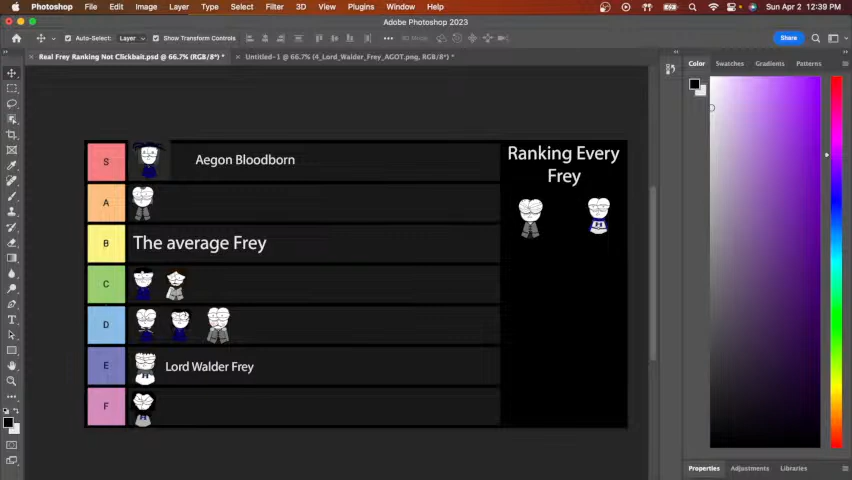 Photoshop File Edit Image Layer Type Select Filter 3D View Plugins Window Help Sun Apr 2 12:39 PM
Adobe Photoshop 2023
Auto-Select: Layer Show Transform Controls 3D Mode: Share
Real Frey Ranking Not Clickbait.psd @ 66.7% (RGB/8*) * Untitled-1 @ 66.7% (4_Lord_Walder_Frey_AGOT.png, RGB/8*) *
Color Swatches Gradients Patterns
Ranking Every
Frey
S Aegon Bloodborn
A
B The average Frey
C
D
E Lord Walder Frey
F
Properties Adjustments Libraries